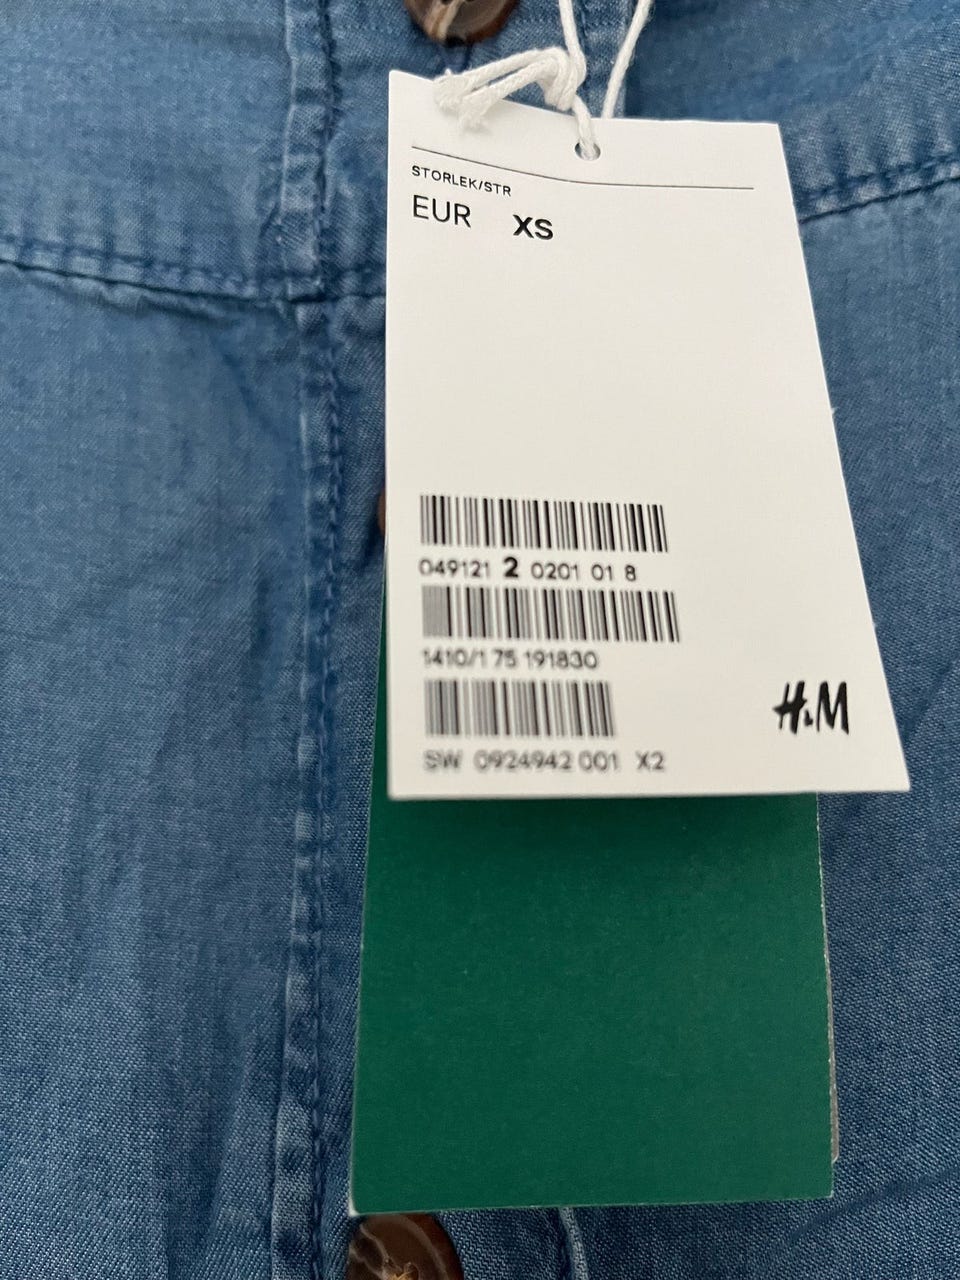 STORLEK/STR
EUR XS
049121 2 0201 01 8
1410/1 75 191830
H&M
SW 0924942 001 X2